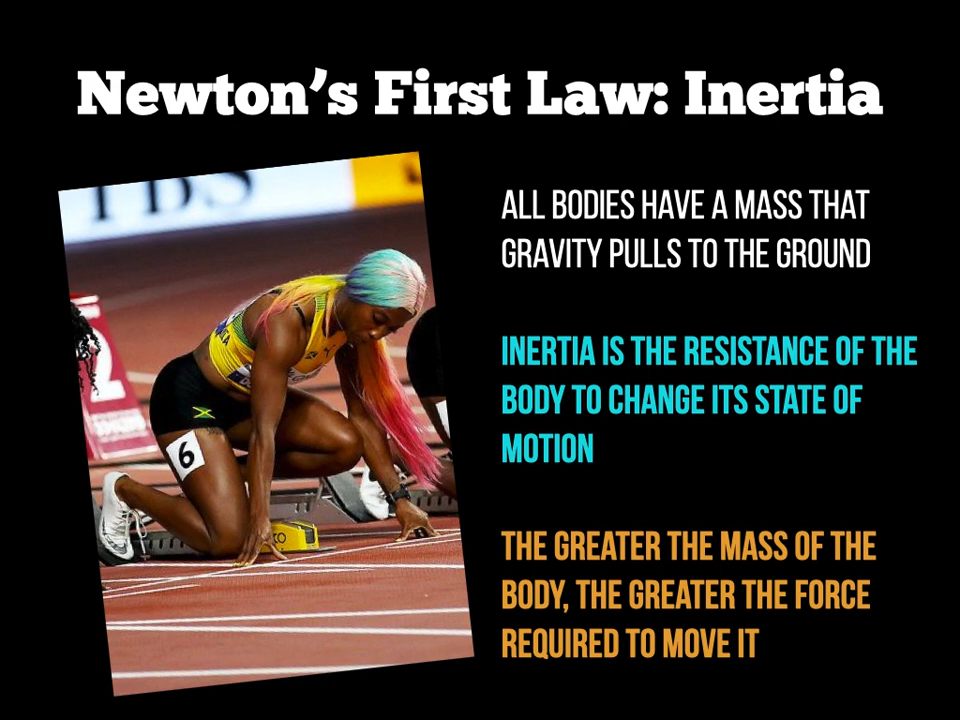 Newton's First Law: Inertia
ALL BODIES HAVE A MASS THAT
GRAVITY PULLS TO THE GROUND
INERTIA IS THE RESISTANCE OF THE
BODY TO CHANGE ITS STATE OF
MOTION
THE GREATER THE MASS OF THE
BODY, THE GREATER THE FORCE
REQUIRED TO MOVE IT
2
6